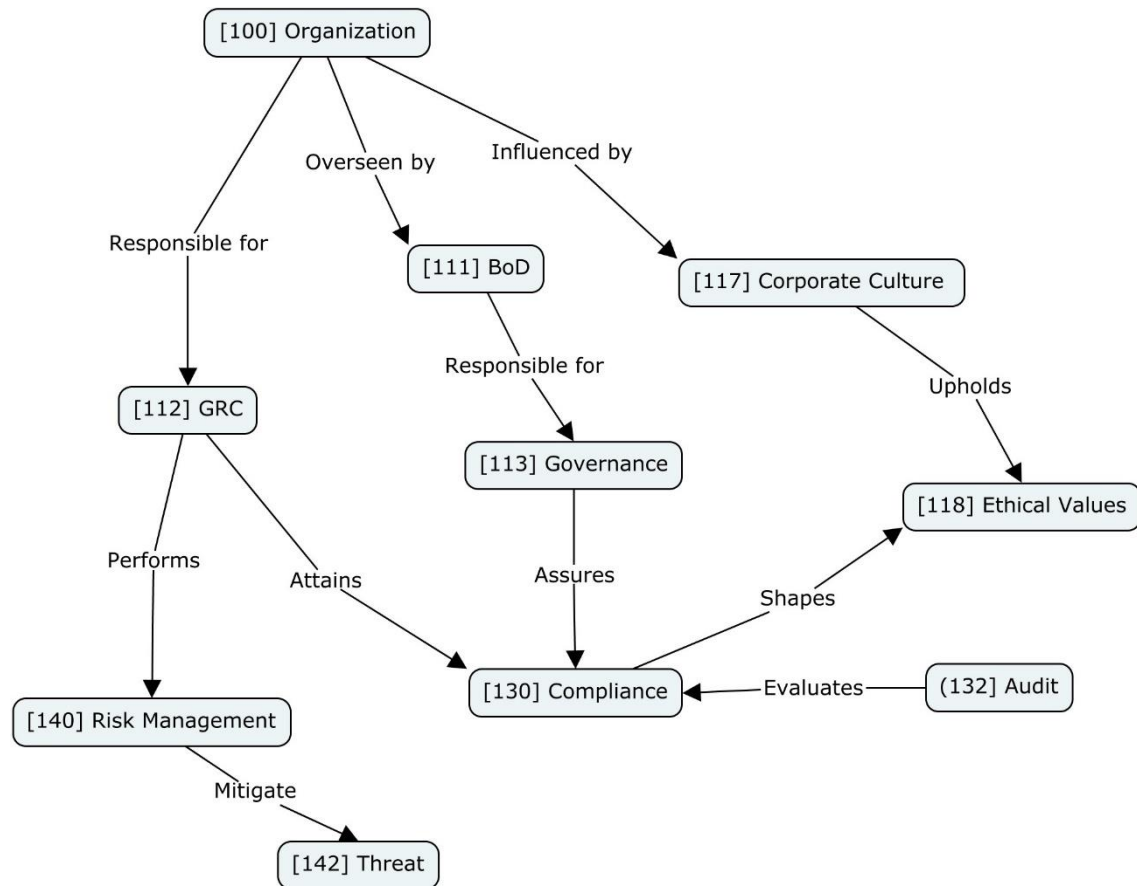 [100] Organization
Influenced by
Overseen by
Responsible for
[111] BoD
[117] Corporate Culture
Responsible for
Upholds
[112] GRC
[113] Governance
[118] Ethical Values
Performs
Attains
Assures
Shapes
[130] Compliance
Evaluates
(132] Audit
[140] Risk Management
Mitigate
[142] Threat